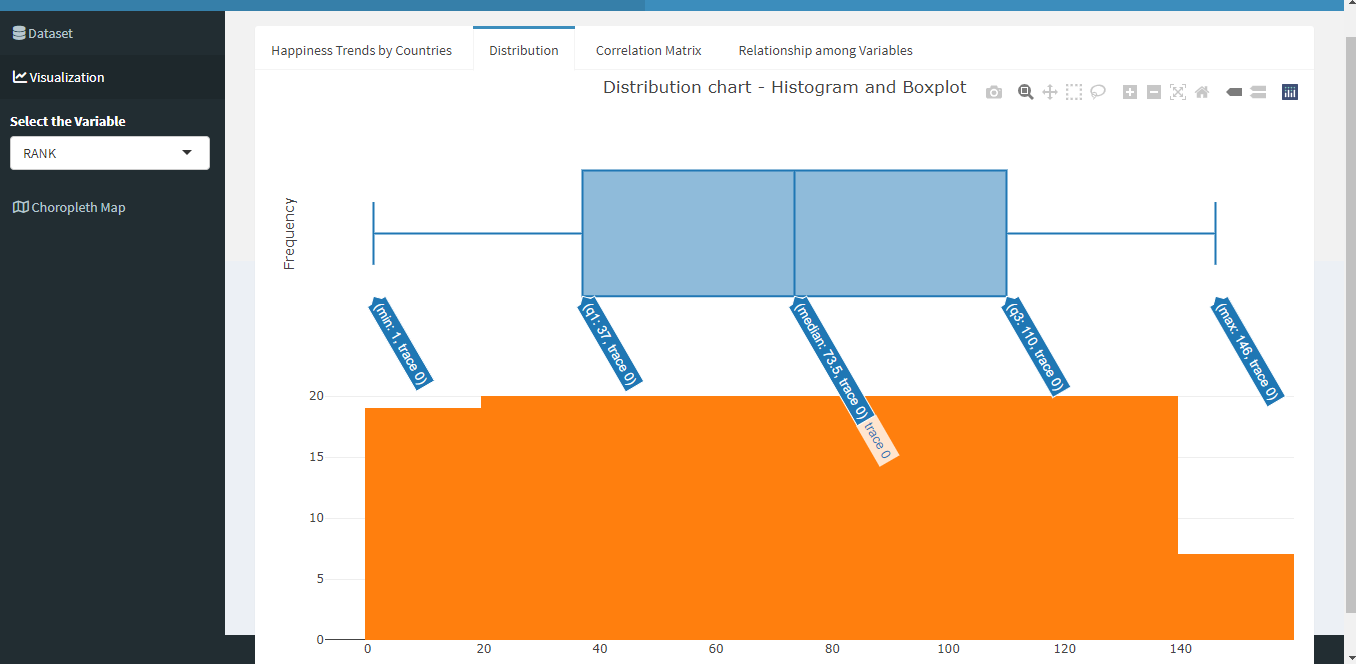 Dataset
Visualization
Select the Variable
RANK
Choropleth Map
Happiness Trends by Countries
Distribution
Correlation Matrix
Relationship among Variables
Distribution chart - Histogram and Boxplot
Frequency
(min: 1, trace 0)
(q1: 37, trace 0)
(median: 73.5, trace 0) trace 0
(q3: 110, trace 0)
(max: 146, trace 0)
20
15
10
5
0
0 20 40 60 80 100 120 140